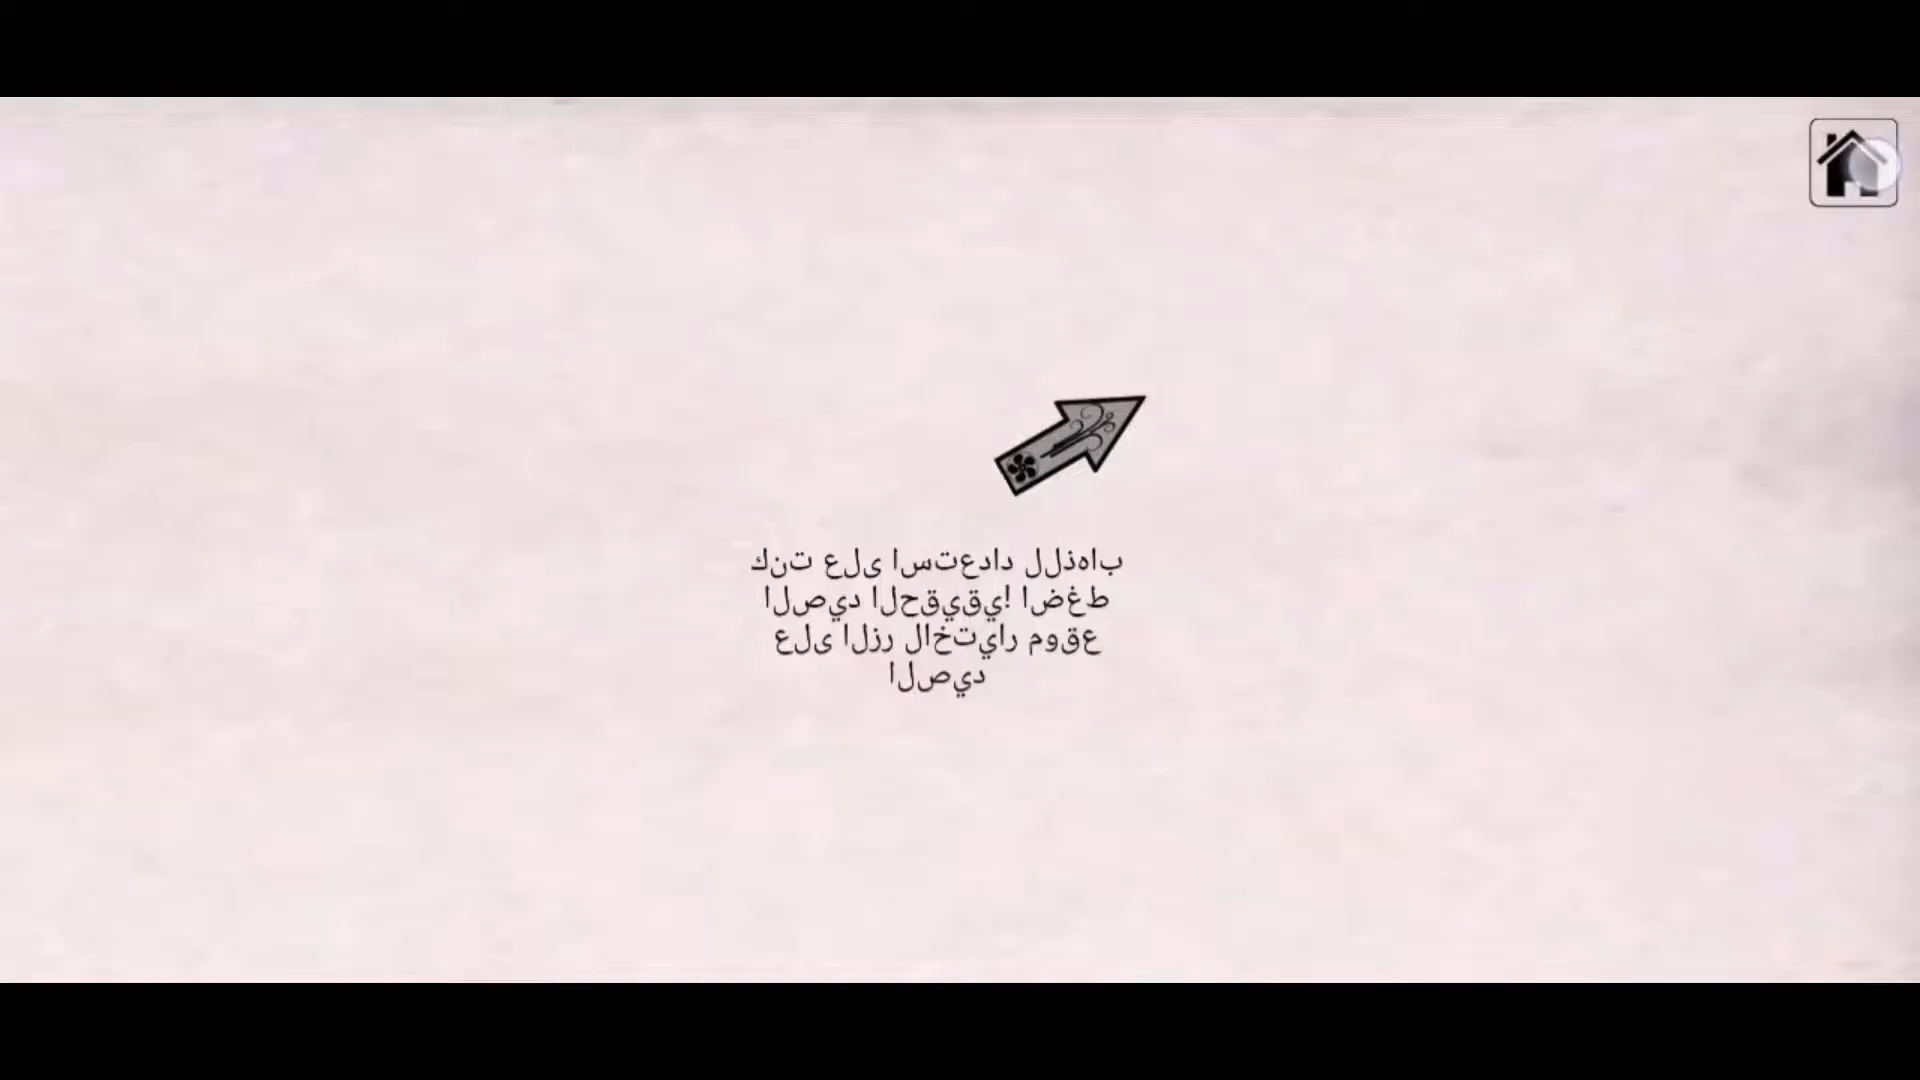 كنت على استعداد للذهاب
الصيد الحقيقي! اضغط
على الزر لاختيار موقع
الصيد